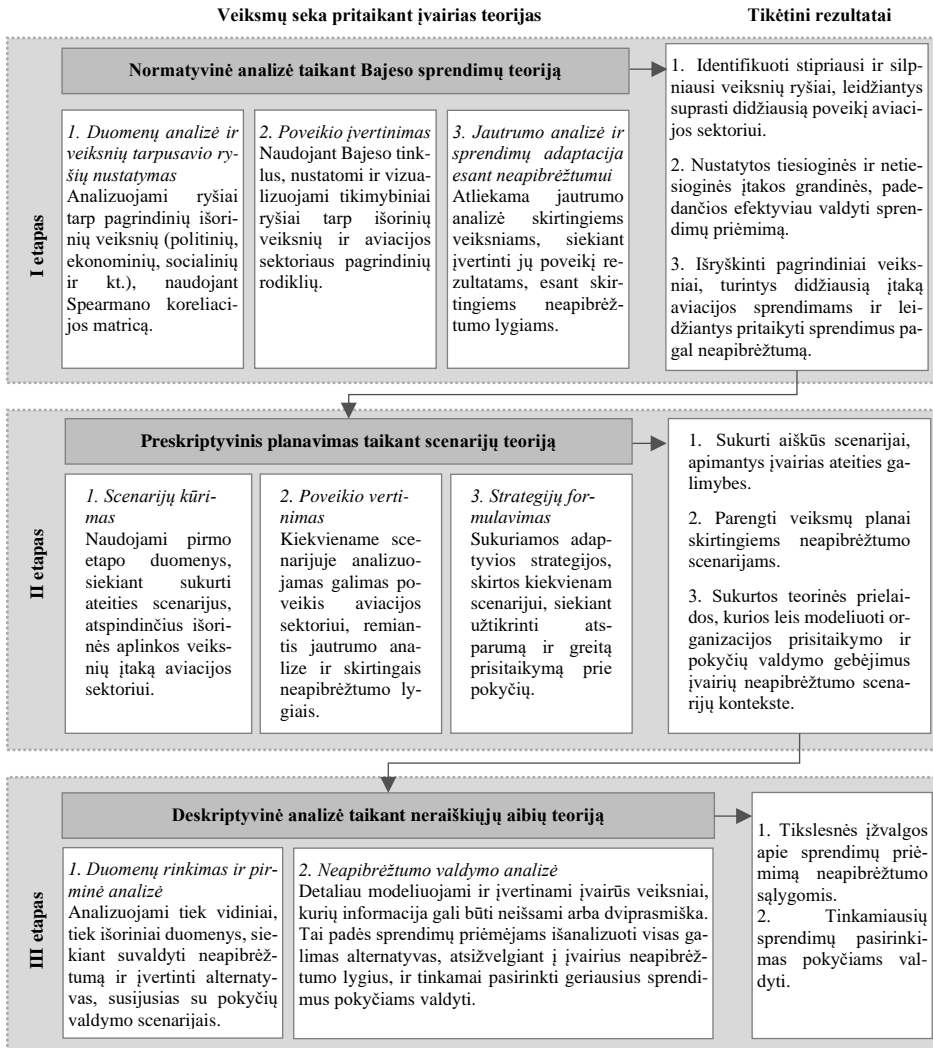 Veiksmų seka pritaikant įvairias teorijas
Tikėtini rezultatai
I etapas
Normatyvinė analizė taikant Bajeso sprendimų teoriją
1. Duomenų analizė ir
veiksnių tarpusavio ry-
šių nustatymas
Analizuojami ryšiai
tarp pagrindinių išori-
nių veiksnių (politinių,
ekonominių, socialinių
ir kt.), naudojant
Spearmano koreliaci-
jos matricą.
2. Poveikio įvertinimas
Naudojant Bajeso tink-
lus, nustatomi ir vizua-
lizuojami tikimybiniai
ryšiai tarp išorinių
veiksnių ir aviacijos
sektoriaus pagrindinių
rodiklių.
3. Jautrumo analizė ir
sprendimų adaptacija
esant neapibrėžtumui
Atliekama jautrumo
analizė skirtingiems
veiksniams, siekiant
įvertinti jų poveikį re-
zultatams, esant skir-
tingiems neapibrėž-
tumo lygiams.
1. Identifikuoti stipriausi ir silp-
niausi veiksnių ryšiai, leidžiantys
suprasti didžiausią poveikį aviaci-
jos sektoriui.
2. Nustatytos tiesioginės ir netie-
sioginės įtakos grandinės, pade-
dančios efektyviau valdyti spren-
dimų priėmimą.
3. Išryškinti pagrindiniai veiks-
niai, turintys didžiausią įtaką
aviacijos sprendimams ir lei-
džiantys pritaikyti sprendimus pa-
gal neapibrėžtumą.
II etapas
Preskriptyvinis planavimas taikant scenarijų teoriją
1. Scenarijų kūri-
mas
Naudojami pirmo
etapo duomenys,
siekiant sukurti
ateities scenarijus,
atspindinčius išori-
nės aplinkos veiks-
nių įtaką aviacijos
sektoriui.
2. Poveikio ver-
tinimas
Kiekviename sce-
narijuje analizuo-
jamas galimas po-
veikis aviacijos
sektoriui, remian-
tis jautrumo ana-
lize ir skirtingais
neapibrėžtumo ly-
giais.
3. Strategijų for-
mulavimas
Sukuriamos adap-
tyvios strategijos,
skirtos kiekvienam
scenarijui, siekiant
užtikrinti ats-
parumą ir greitą
prisitaikymą prie
pokyčių.
1. Sukurti aiškūs scenarijai,
apimantys įvairias ateities ga-
limybes.
2. Parengti veiksmų planai
skirtingiems neapibrėžtumo
scenarijams.
3. Sukurtos teorinės prielai-
dos, kurios leis modeliuoti or-
ganizacijos prisitaikymo ir
pokyčių valdymo gebėjimus
įvairių neapibrėžtumo scena-
rijų kontekste.
III etapas
Deskriptyvinė analizė taikant neraiškiųjų aibių teoriją
1. Duomenų rinkimas ir pir-
minė analizė
Analizuojami tiek vidiniai,
tiek išoriniai duomenys, sie-
kiant suvaldyti neapibrėž-
tumą ir įvertinti alternaty-
vas, susijusias su pokyčių
valdymo scenarijais.
2. Neapibrėžtumo valdymo analizė
Detaliau modeliuojami ir įvertinami įvairūs veiksniai,
kurių informacija gali būti neišsami arba dviprasmiška.
Tai padės sprendimų priėmėjams išanalizuoti visas ga-
limas alternatyvas, atsižvelgiant į įvairius neapibrėž-
tumo lygius, ir tinkamai pasirinkti geriausius sprendi-
mus pokyčiams valdyti.
1. Tikslesnės įžvalgos
apie sprendimų priė-
mimą neapibrėžtumo
sąlygomis.
2. Tinkamiausių
sprendimų pasirinki-
mas pokyčiams val-
dyti.